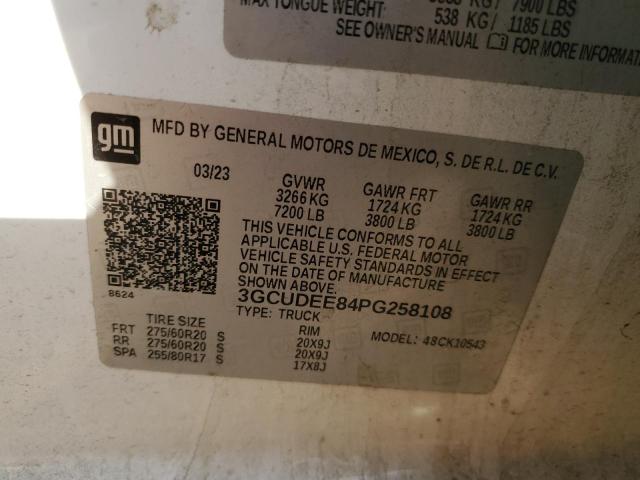 7900 LBS
MAX TONGUE WEIGHT: 538 KG / 1185 LBS
SEE OWNER'S MANUAL FOR MORE INFORMAT
gm
MFD BY GENERAL MOTORS DE MEXICO, S. DE R.L. DE C.V.
03/23 GVWR GAWR FRT GAWR RR
3266 KG 1724 KG 1724 KG
7200 LB 3800 LB 3800 LB
THIS VEHICLE CONFORMS TO ALL
APPLICABLE U.S. FEDERAL MOTOR
VEHICLE SAFETY STANDARDS IN EFFECT
ON THE DATE OF MANUFACTURE
SHOWN ABOVE.
8624
3GCUDEE84PG258108
TYPE: TRUCK
TIRE SIZE RIM MODEL: 48CK10543
FRT 275/60R20 S 20X9J
RR 275/60R20 S 20X9J
SPA 255/80R17 S 17X8J